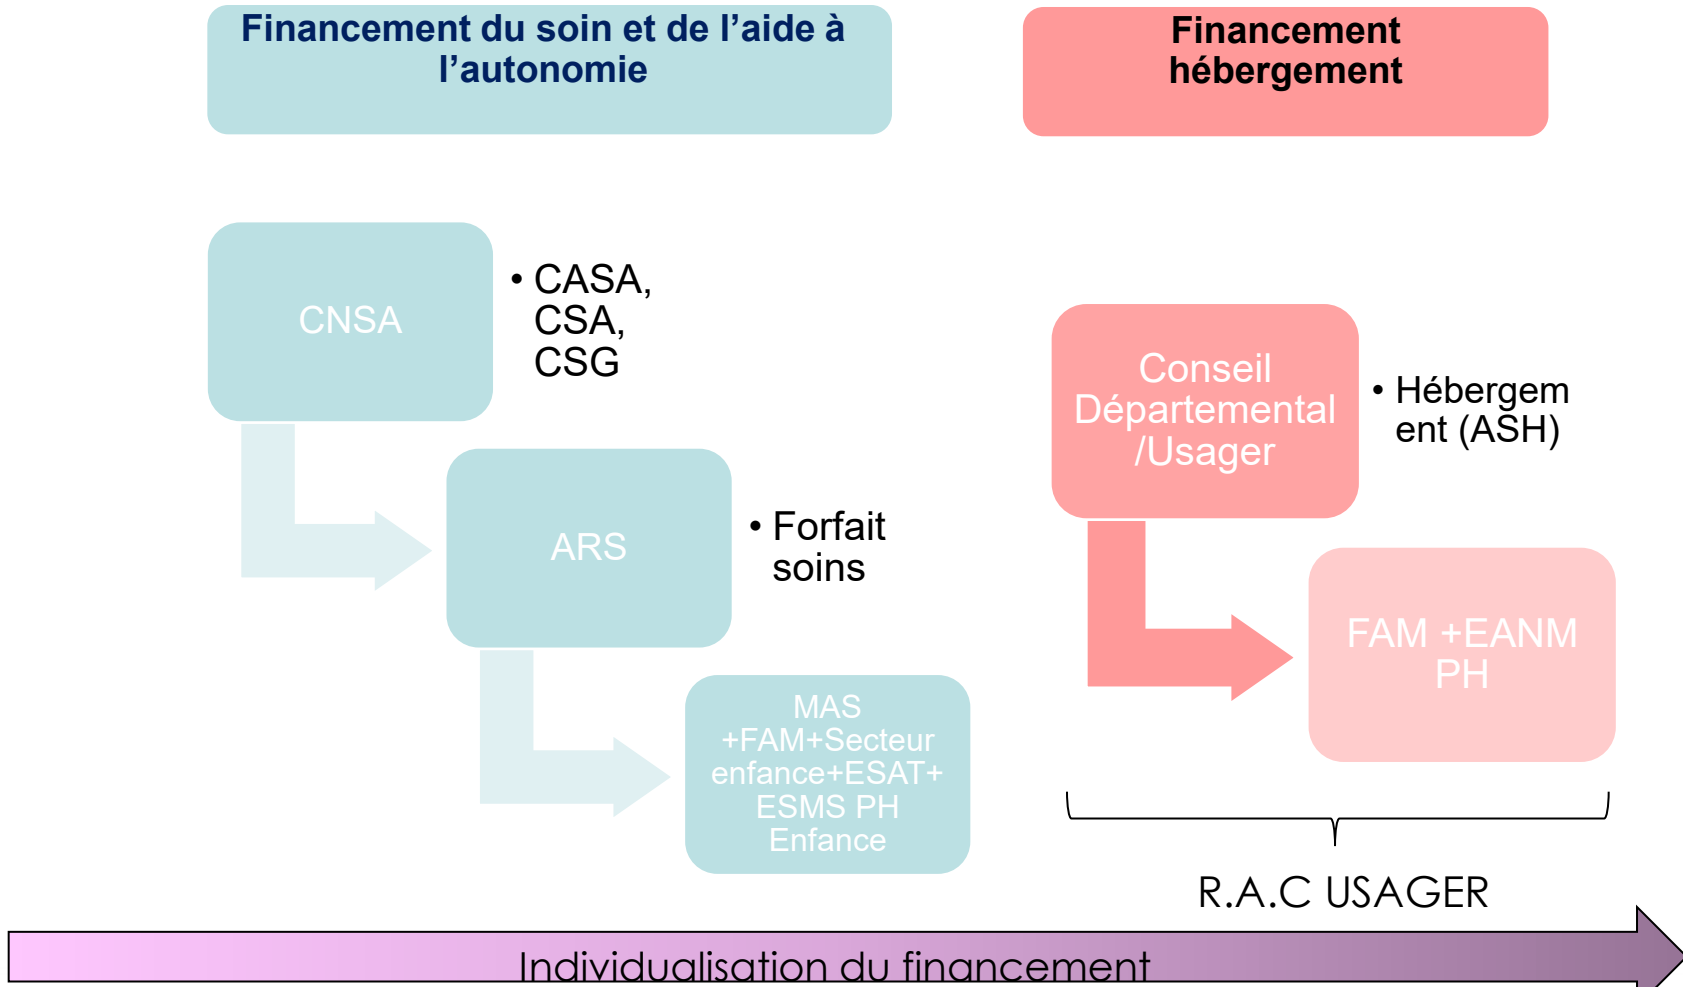 Financement du soin et de l’aide à
l’autonomie
Financement
hébergement
CNSA
• CASA,
CSA,
CSG
ARS
• Forfait
soins
MAS
+FAM+Secteur
enfance+ESAT+
ESMS PH
Enfance
Conseil
Départemental
/Usager
• Hébergem
ent (ASH)
FAM +EANM
PH
R.A.C USAGER
Individualisation du financement